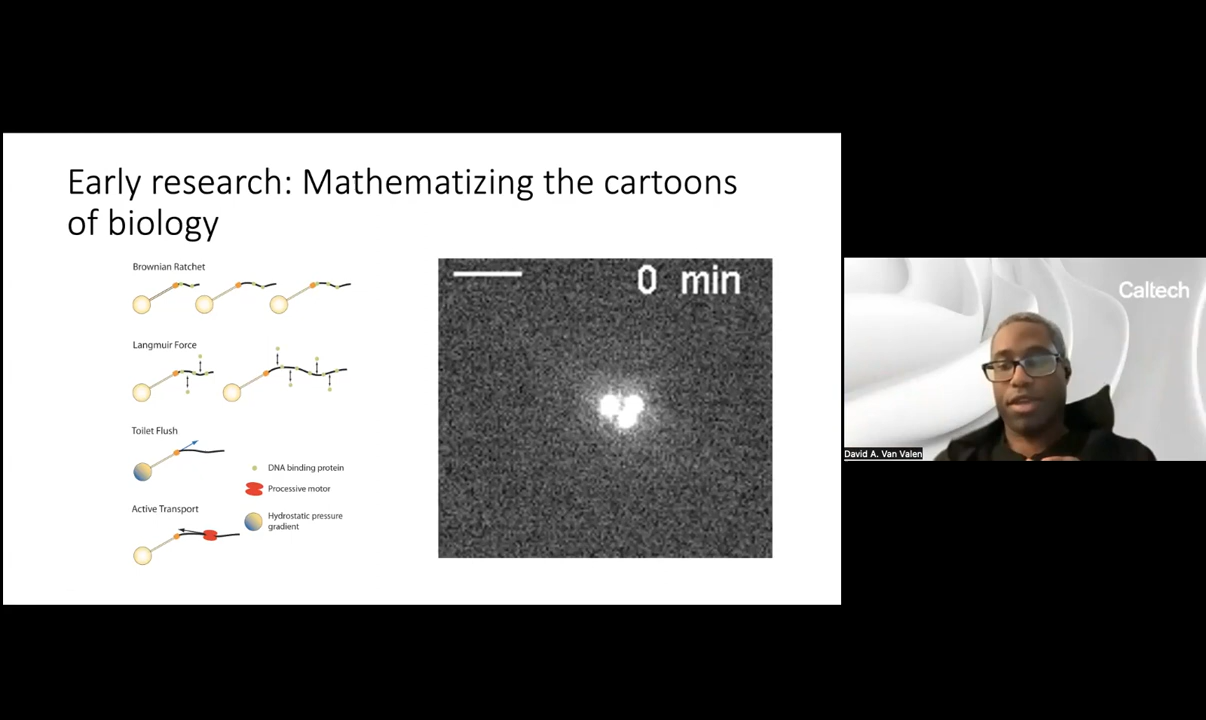 Early research: Mathematizing the cartoons
of biology
Brownian Ratchet
Langmuir Force
Toilet Flush
DNA binding protein
Processive motor
Active Transport
Hydrostatic pressure
gradient
0 min
Caltech
David A. Van Valen